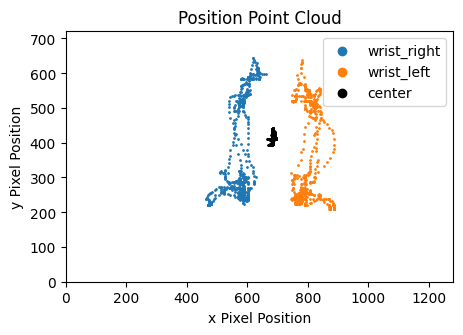 Position Point Cloud
wrist_right
wrist_left
center
y Pixel Position
700
600
500
400
300
200
100
0
0 200 400 600 800 1000 1200
x Pixel Position